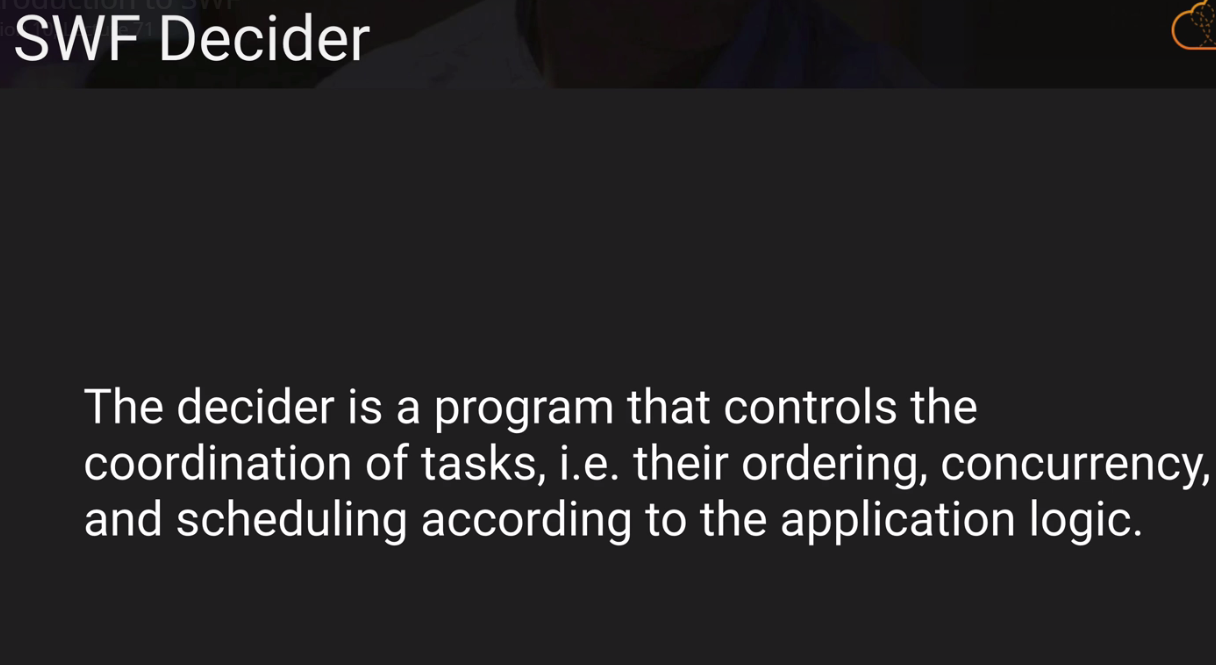 SWF Decider
The decider is a program that controls the
coordination of tasks, i.e. their ordering, concurrency,
and scheduling according to the application logic.